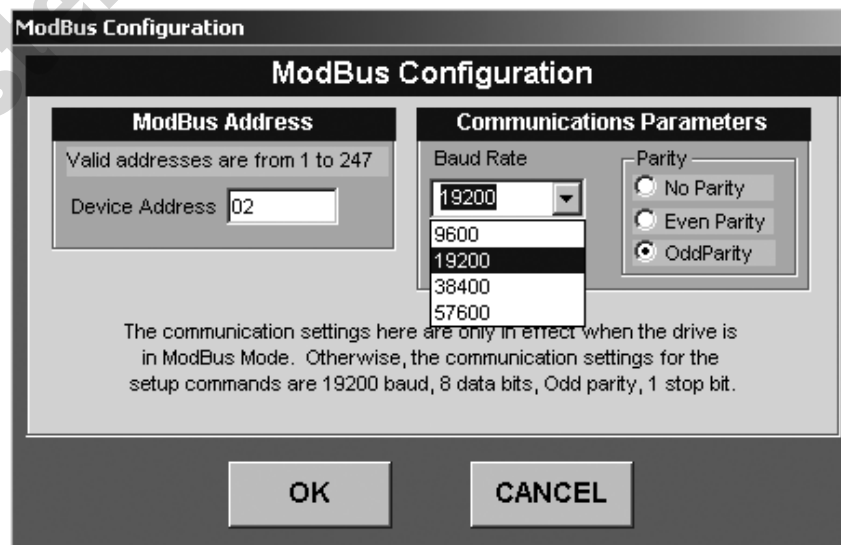 ModBus Configuration
ModBus Configuration
ModBus Address
Valid addresses are from 1 to 247
Device Address 02
Communications Parameters
Baud Rate
19200
9600
19200
38400
57600
Parity
No Parity
Even Parity
OddParity
The communication settings here are only in effect when the drive is
in ModBus Mode. Otherwise, the communication settings for the
setup commands are 19200 baud, 8 data bits, Odd parity, 1 stop bit.
OK
CANCEL